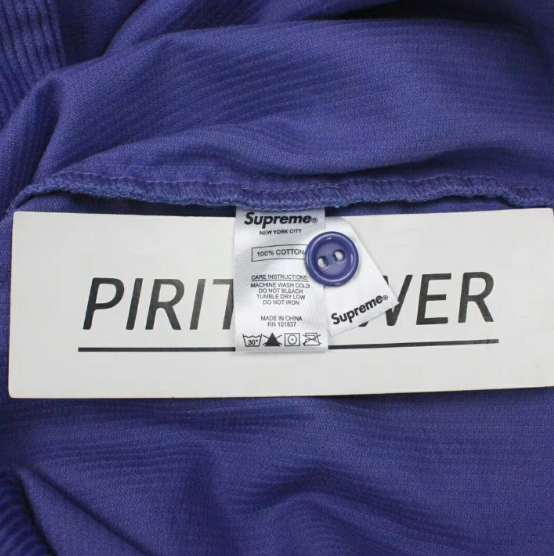 Supreme®
NEW YORK CITY
100% COTTON
CARE INSTRUCTIONS
MACHINE WASH COLD
DO NOT BLEACH
TUMBLE DRY LOW
DO NOT IRON
MADE IN CHINA
RN 101837
30°
Supreme®
PIRIT VER